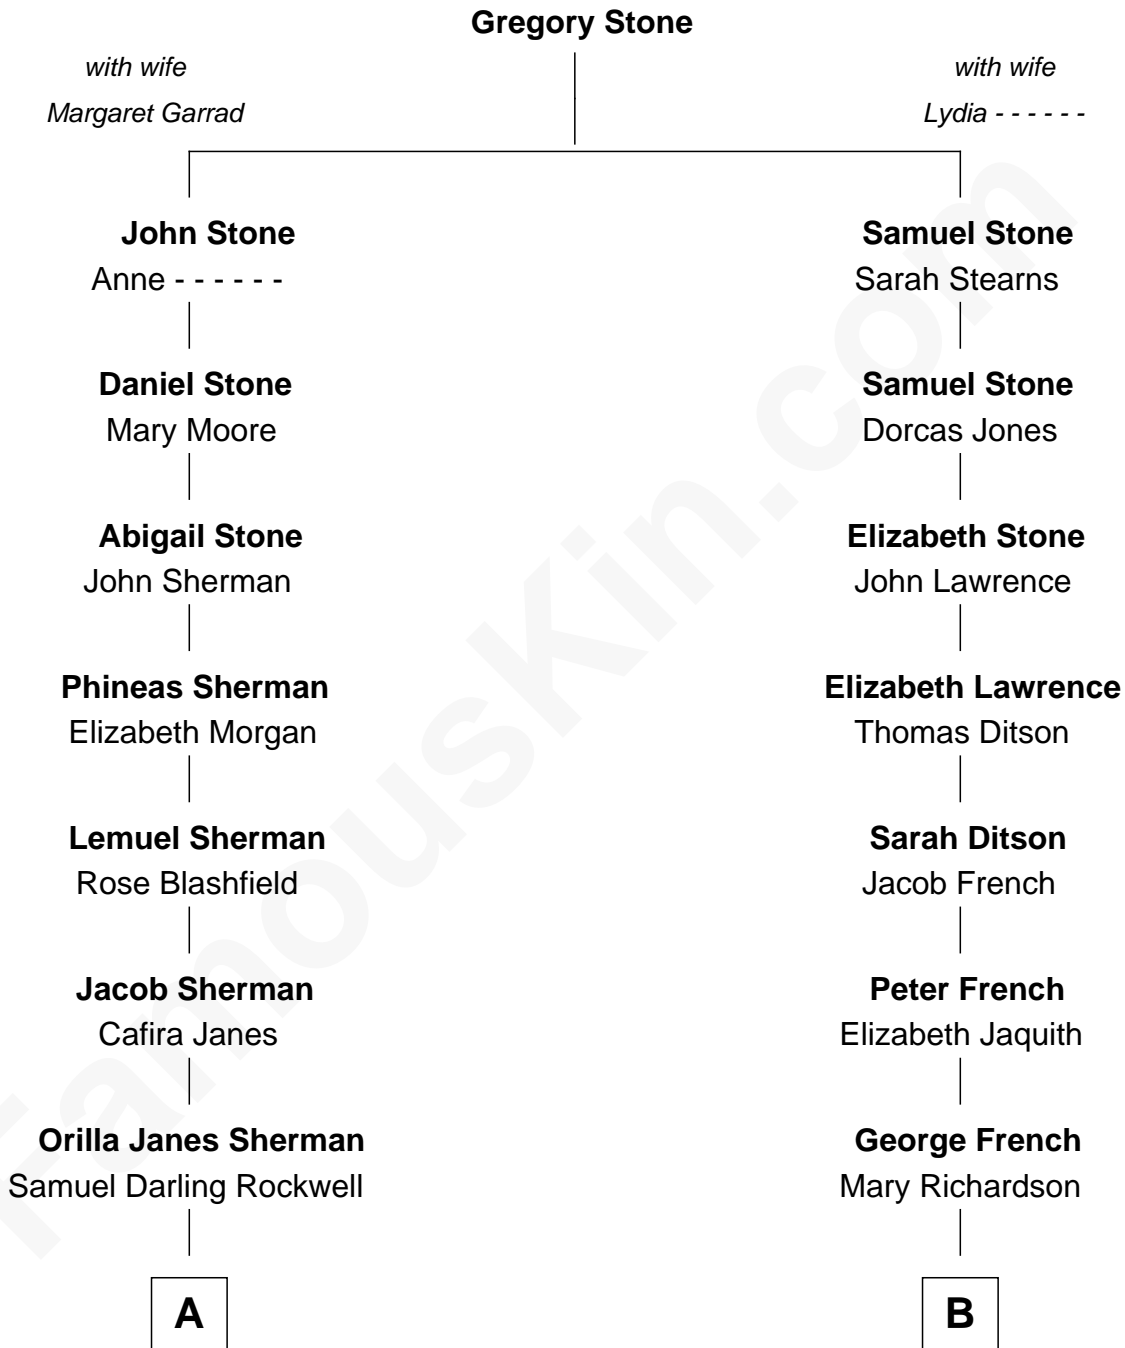 Gregory Stone
with wife
Margaret Garrad
with wife
Lydia - - - - - -
John Stone
Anne - - - - - -
Samuel Stone
Sarah Stearns
Daniel Stone
Mary Moore
Samuel Stone
Dorcas Jones
Abigail Stone
John Sherman
Elizabeth Stone
John Lawrence
Phineas Sherman
Elizabeth Morgan
Elizabeth Lawrence
Thomas Ditson
Lemuel Sherman
Rose Blashfield
Sarah Ditson
Jacob French
Jacob Sherman
Cafira Janes
Peter French
Elizabeth Jaquith
Orilla Janes Sherman
Samuel Darling Rockwell
George French
Mary Richardson
A
B
FamousKin.com